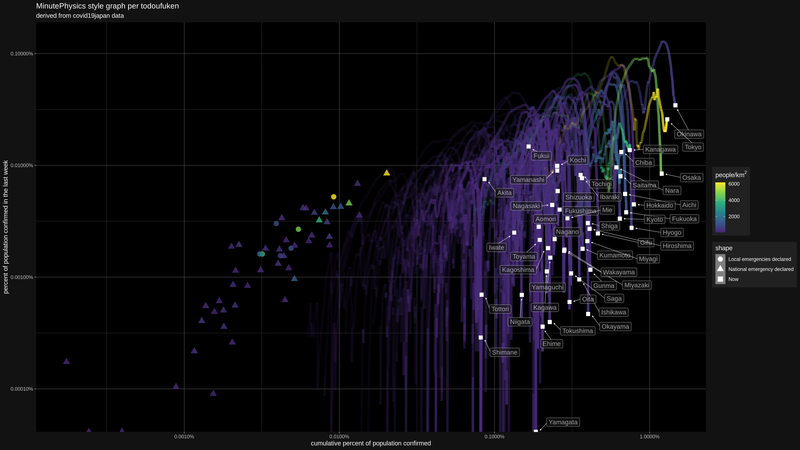 MinutePhysics style graph per todoufuken
derived from covid19japan data
percent of population confirmed in the last week
0.10000%
0.01000%
0.00100%
0.00010%
Okinawa
Tokyo
Kanagawa
Fukui
Kochi
Chiba
Osaka
Yamanashi
Tochigi
Saitama
Akita
Nara
Shizuoka
Ibaraki
Nagasaki
Hokkaido
Aichi
Fukushima
Mie
Aomori
Kyoto
Fukuoka
Shiga
Nagano
Hyogo
Iwate
Gifu
Hiroshima
Toyama
Kumamoto
Miyagi
Kagoshima
Wakayama
Yamaguchi
Gunma
Miyazaki
Oita
Saga
Tottori
Kagawa
Ishikawa
Niigata
Tokushima
Okayama
Ehime
Shimane
Yamagata
0.0010%
0.0100%
0.1000%
1.0000%
cumulative percent of population confirmed
people/km²
6000
4000
2000
shape
Local emergencies declared
National emergency declared
Now